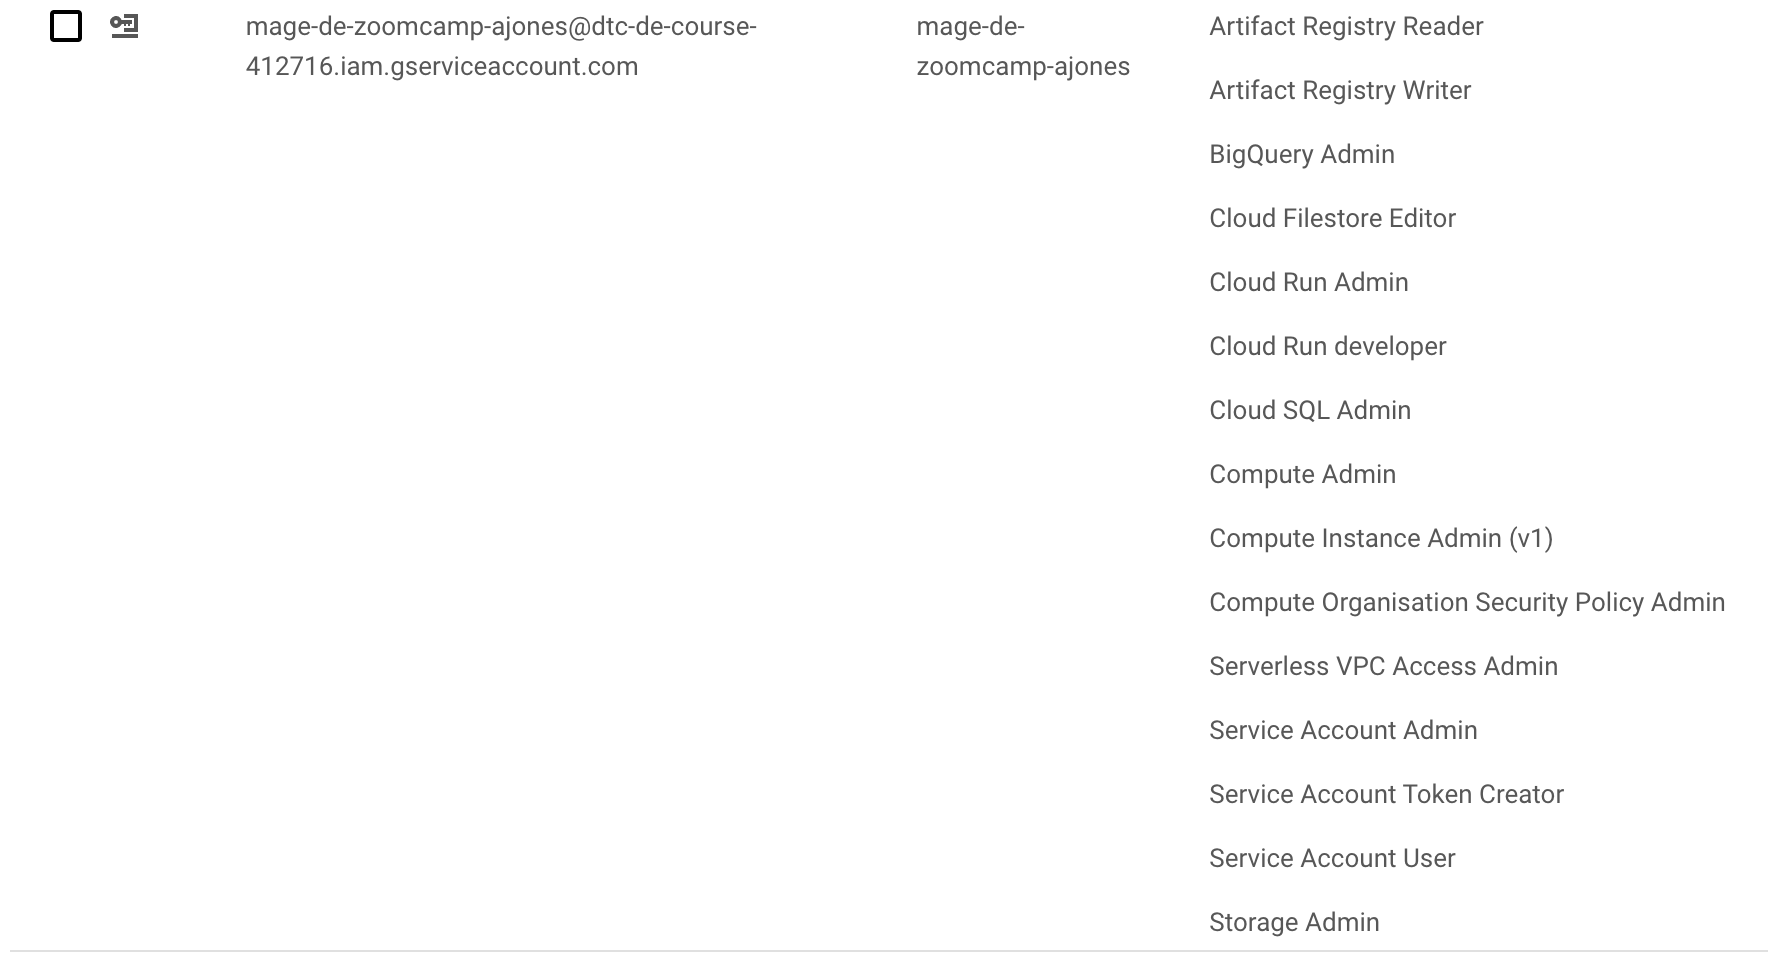 mage-de-zoomcamp-ajones@dtc-de-course-
412716.iam.gserviceaccount.com
mage-de-
zoomcamp-ajones
Artifact Registry Reader
Artifact Registry Writer
BigQuery Admin
Cloud Filestore Editor
Cloud Run Admin
Cloud Run developer
Cloud SQL Admin
Compute Admin
Compute Instance Admin (v1)
Compute Organisation Security Policy Admin
Serverless VPC Access Admin
Service Account Admin
Service Account Token Creator
Service Account User
Storage Admin